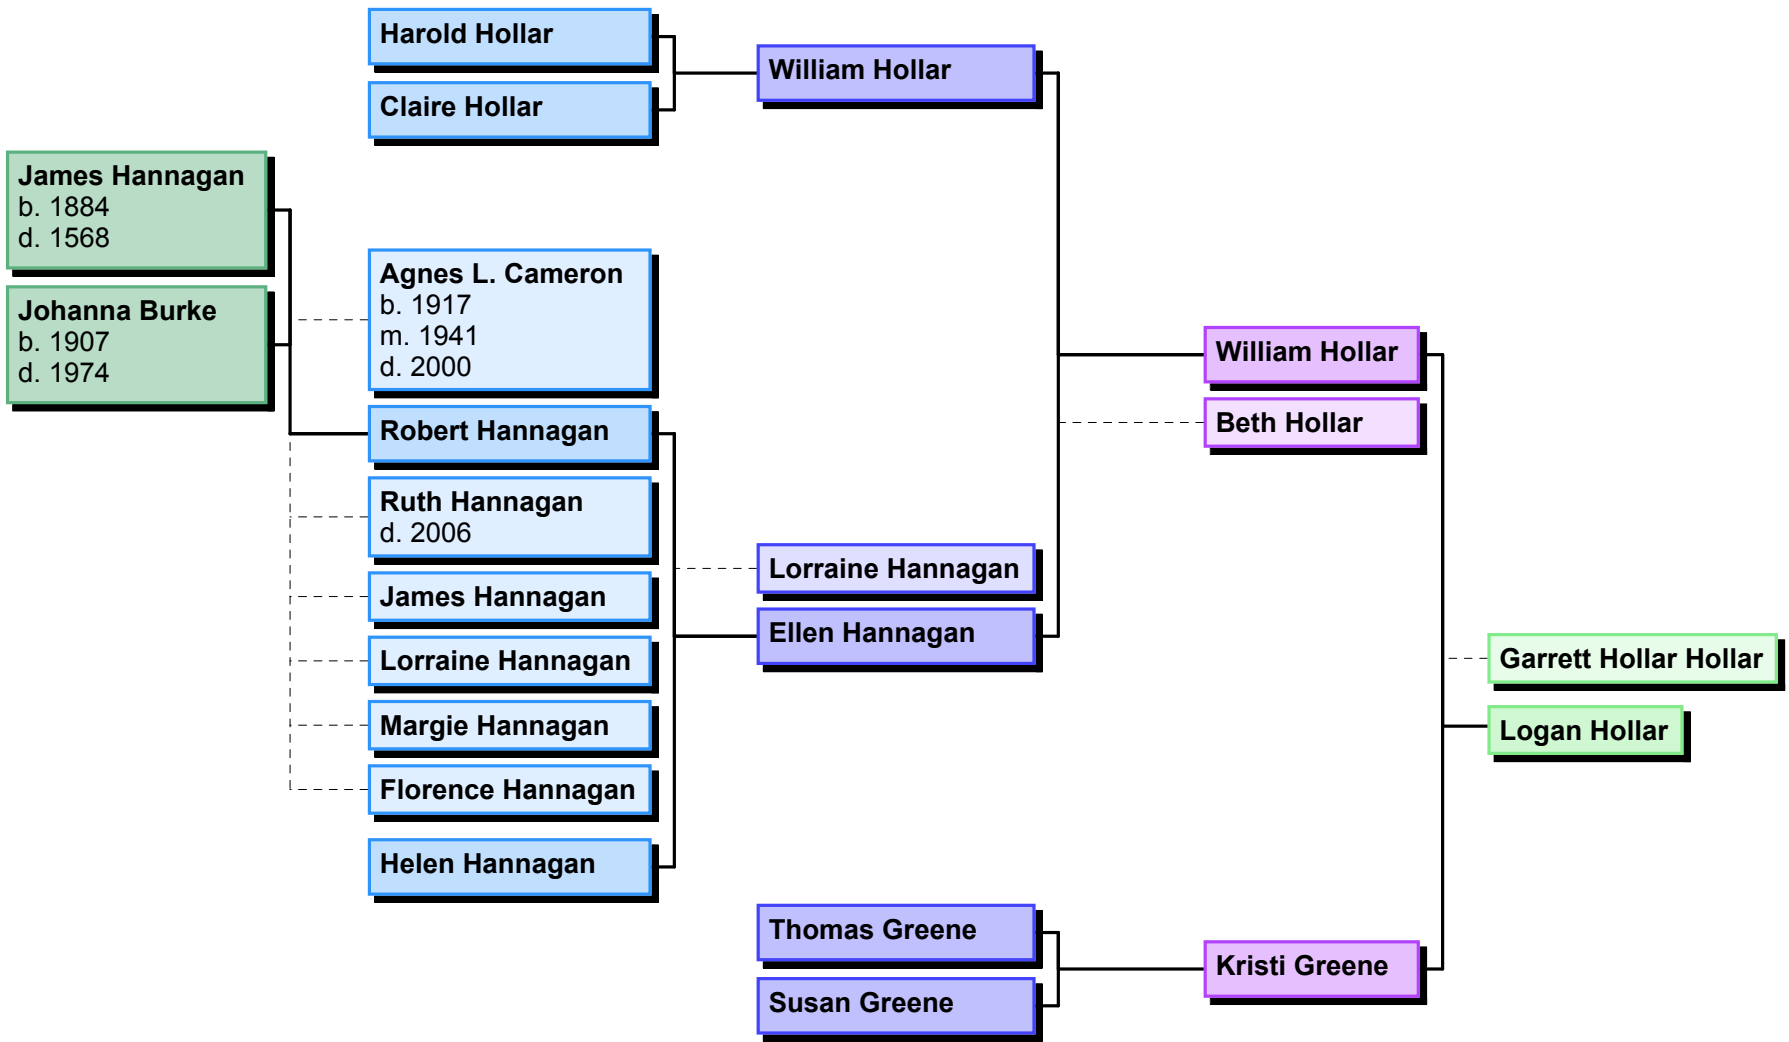 Harold Hollar
Claire Hollar
William Hollar
James Hannagan
b. 1884
d. 1568
Johanna Burke
b. 1907
d. 1974
Agnes L. Cameron
b. 1917
m. 1941
d. 2000
Robert Hannagan
Ruth Hannagan
d. 2006
James Hannagan
Lorraine Hannagan
Margie Hannagan
Florence Hannagan
Helen Hannagan
Lorraine Hannagan
Ellen Hannagan
Thomas Greene
Susan Greene
William Hollar
Beth Hollar
Kristi Greene
Garrett Hollar Hollar
Logan Hollar